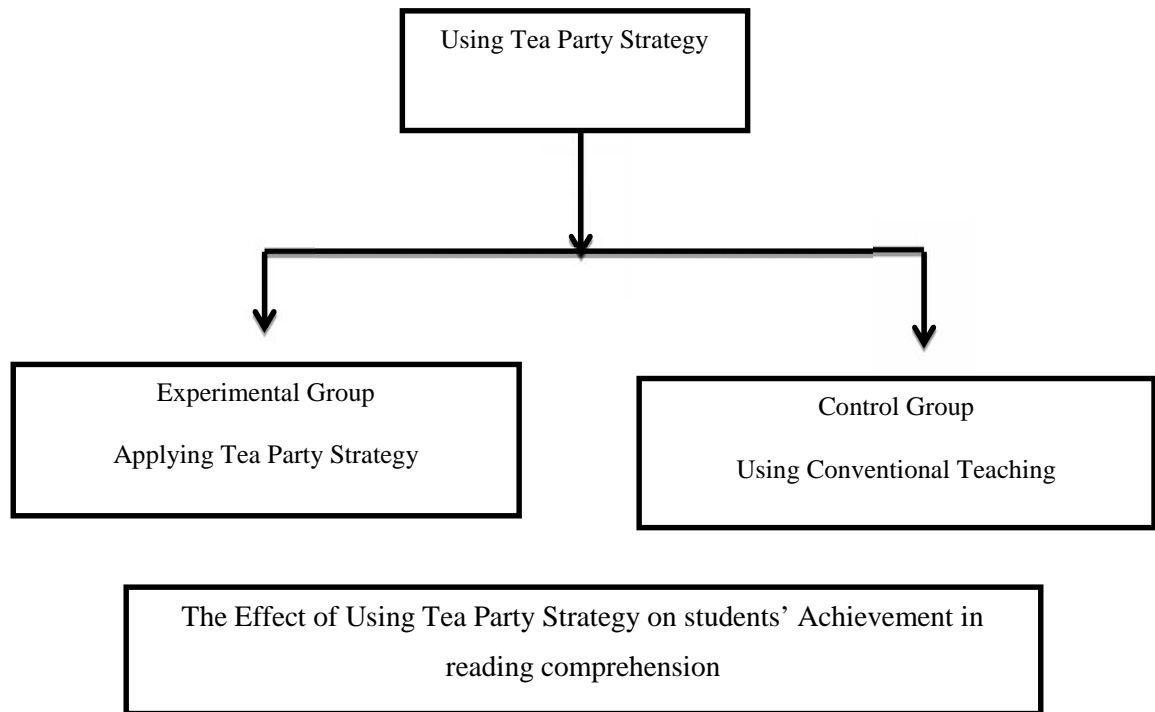 Using Tea Party Strategy
Experimental Group
Applying Tea Party Strategy
Control Group
Using Conventional Teaching
The Effect of Using Tea Party Strategy on students’ Achievement in
reading comprehension